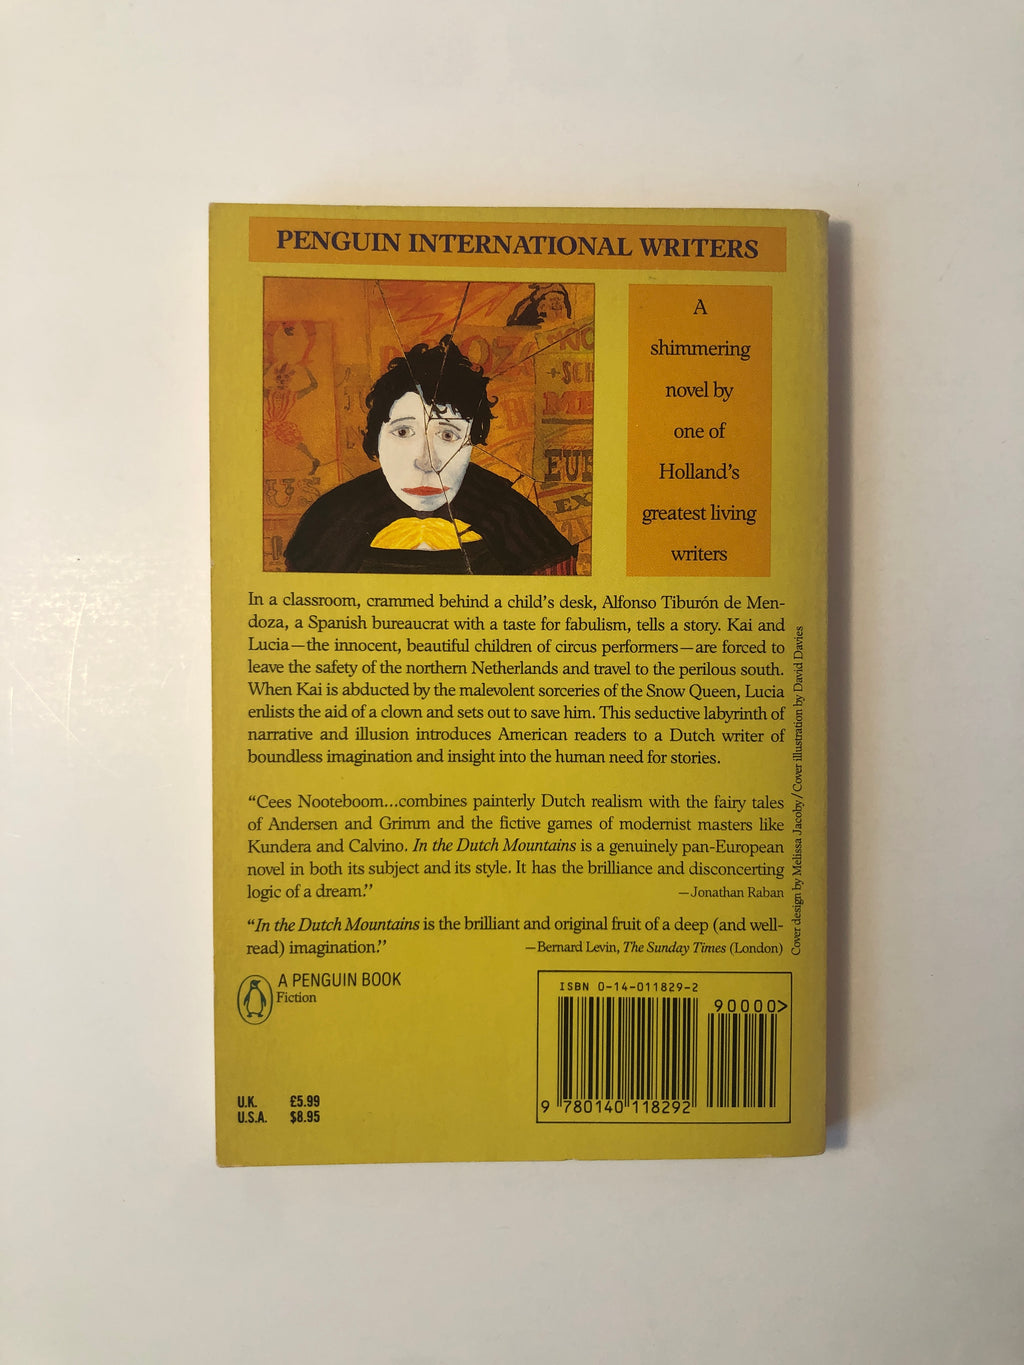 PENGUIN INTERNATIONAL WRITERS
A
shimmering
novel by
one of
Holland's
greatest living
writers
EUR
EX
In a classroom, crammed behind a child's desk, Alfonso Tiburón de Men-
doza, a Spanish bureaucrat with a taste for fabulism, tells a story. Kai and
Lucia—the innocent, beautiful children of circus performers—are forced to
leave the safety of the northern Netherlands and travel to the perilous south.
When Kai is abducted by the malevolent sorceries of the Snow Queen, Lucia
enlists the aid of a clown and sets out to save him. This seductive labyrinth of
narrative and illusion introduces American readers to a Dutch writer of
boundless imagination and insight into the human need for stories.
"Cees Nooteboom...combines painterly Dutch realism with the fairy tales
of Andersen and Grimm and the fictive games of modernist masters like
Kundera and Calvino. In the Dutch Mountains is a genuinely pan-European
novel in both its subject and its style. It has the brilliance and disconcerting
logic of a dream."
—Jonathan Raban
"In the Dutch Mountains is the brilliant and original fruit of a deep (and well-
read) imagination."
—Bernard Levin, The Sunday Times (London)
Cover design by Melissa Jacoby/Cover illustration by David Davies
A PENGUIN BOOK
Fiction
ISBN 0-14-011829-2
90000>
9 780140 118292
U.K. £5.99
U.S.A. $8.95